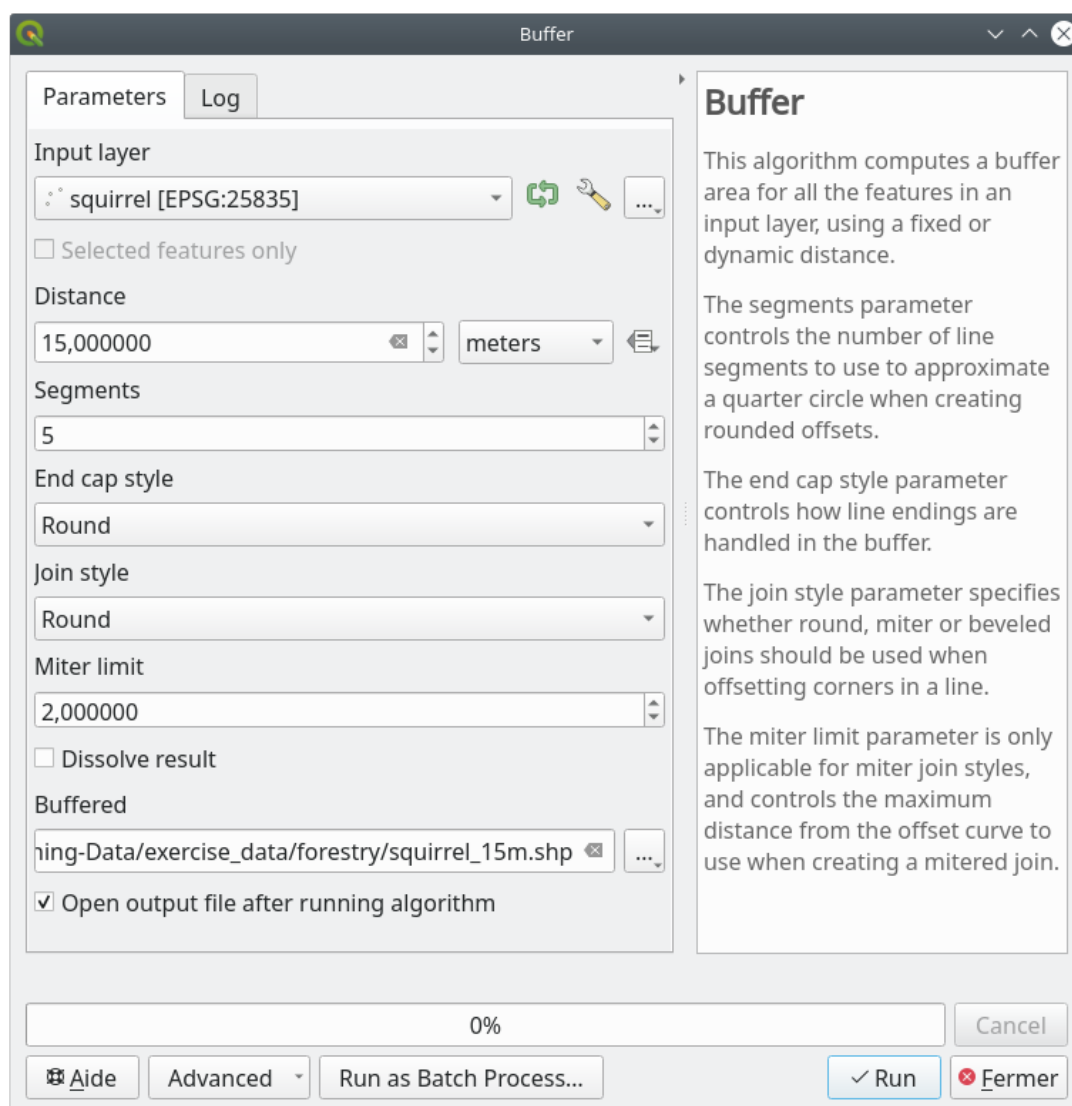 Buffer
Parameters
Log
Input layer
squirrel [EPSG:25835]
...
Selected features only
Distance
15,000000
meters
Segments
5
End cap style
Round
Join style
Round
Miter limit
2,000000
Dissolve result
Buffered
ning-Data/exercise_data/forestry/squirrel_15m.shp
...
Open output file after running algorithm
Buffer
This algorithm computes a buffer
area for all the features in an
input layer, using a fixed or
dynamic distance.
The segments parameter
controls the number of line
segments to use to approximate
a quarter circle when creating
rounded offsets.
The end cap style parameter
controls how line endings are
handled in the buffer.
The join style parameter specifies
whether round, miter or beveled
joins should be used when
offsetting corners in a line.
The miter limit parameter is only
applicable for miter join styles,
and controls the maximum
distance from the offset curve to
use when creating a mitered join.
0%
Cancel
Aide
Advanced
Run as Batch Process...
Run
Fermer